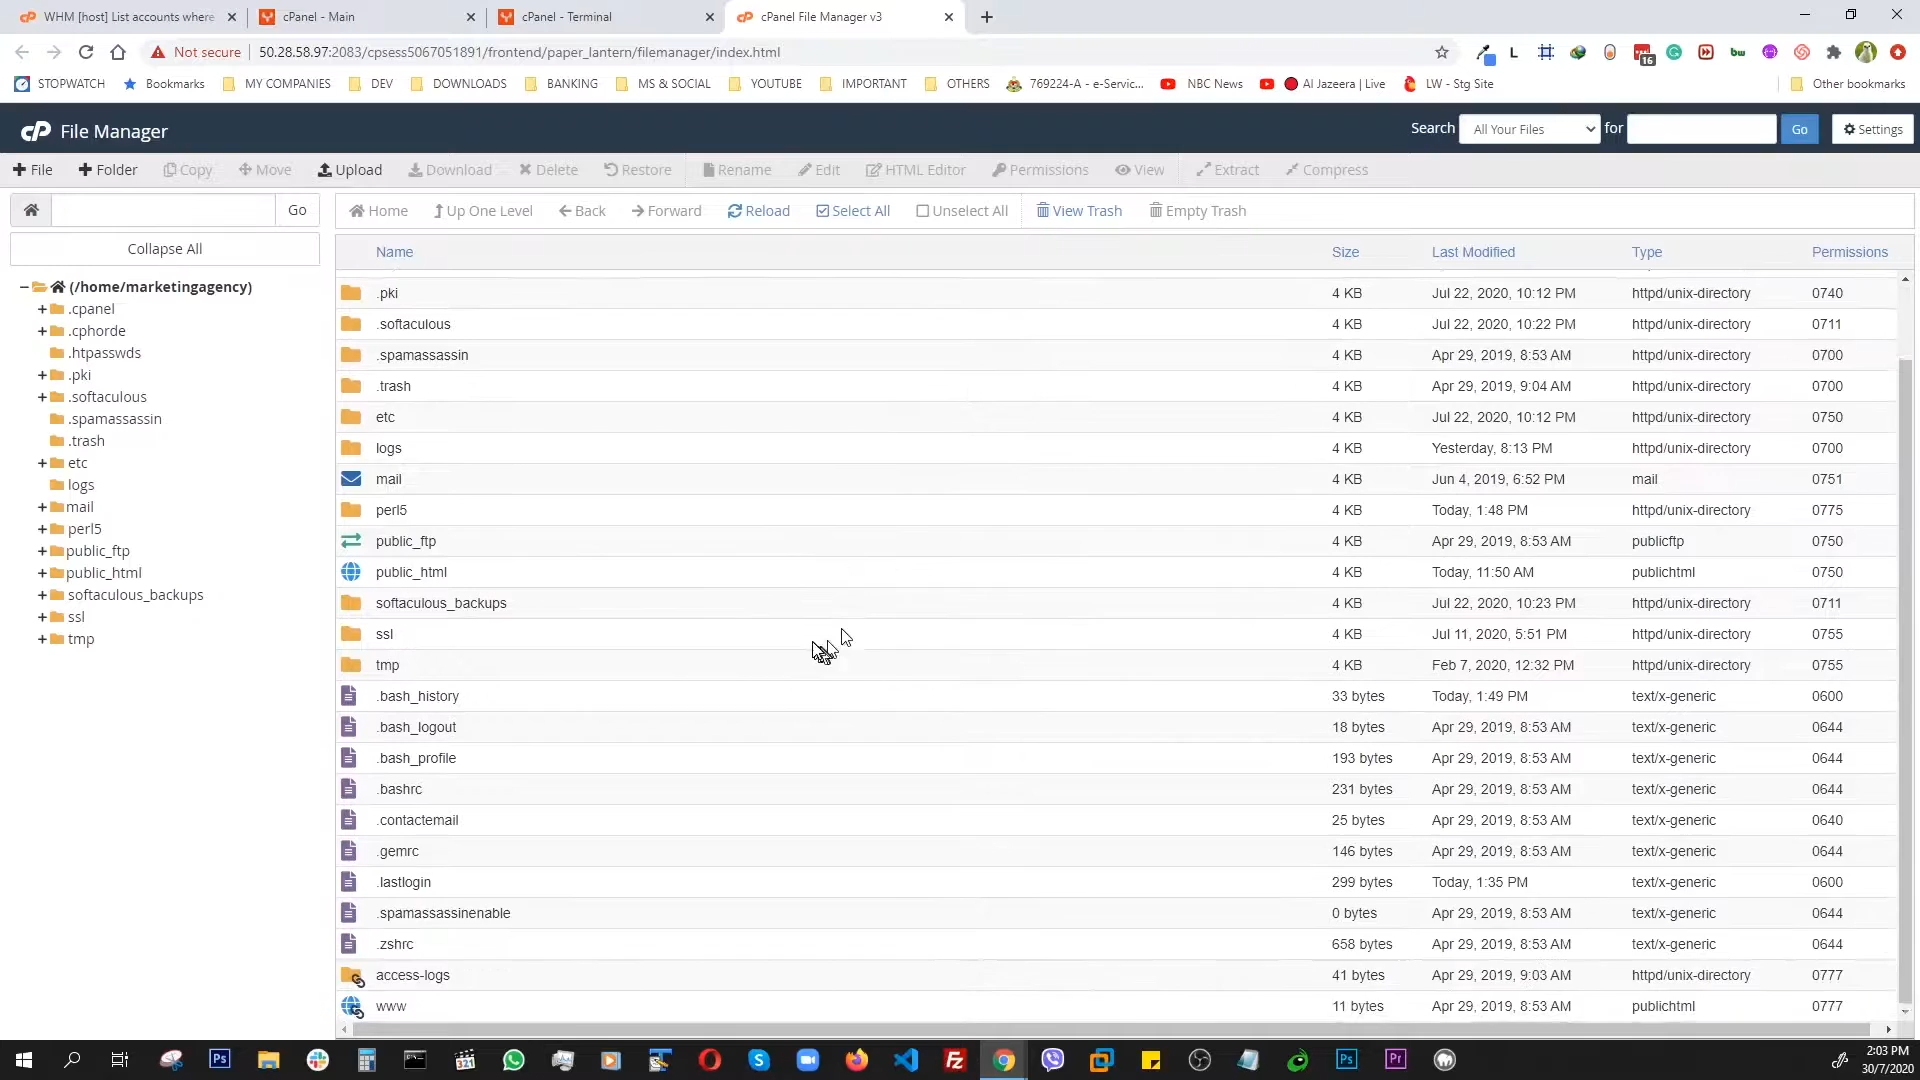 WHM [host] List accounts where
cPanel - Main
cPanel - Terminal
cPanel File Manager v3
Not secure
50.28.58.97:2083/cpsess5067051891/frontend/paper_lantern/filemanager/index.html
L
16
bw
STOPWATCH
Bookmarks
MY COMPANIES
DEV
DOWNLOADS
BANKING
MS & SOCIAL
YOUTUBE
IMPORTANT
OTHERS
769224-A - e-Servic...
NBC News
Al Jazeera | Live
LW - Stg Site
Other bookmarks
cP File Manager
Search All Your Files for Go Settings
File Folder Copy Move Upload Download Delete Restore Rename Edit HTML Editor Permissions View Extract Compress
Go
Home Up One Level Back Forward Reload Select All Unselect All View Trash Empty Trash
Collapse All
(/home/marketingagency)
.cpanel
.cphorde
.htpasswds
.pki
.softaculous
.spamassassin
.trash
etc
logs
mail
perl5
public_ftp
public_html
softaculous_backups
ssl
tmp
Name Size Last Modified Type Permissions
.pki 4 KB Jul 22, 2020, 10:12 PM httpd/unix-directory 0740
.softaculous 4 KB Jul 22, 2020, 10:22 PM httpd/unix-directory 0711
.spamassassin 4 KB Apr 29, 2019, 8:53 AM httpd/unix-directory 0700
.trash 4 KB Apr 29, 2019, 9:04 AM httpd/unix-directory 0700
etc 4 KB Jul 22, 2020, 10:12 PM httpd/unix-directory 0750
logs 4 KB Yesterday, 8:13 PM httpd/unix-directory 0700
mail 4 KB Jun 4, 2019, 6:52 PM mail 0751
perl5 4 KB Today, 1:48 PM httpd/unix-directory 0775
public_ftp 4 KB Apr 29, 2019, 8:53 AM publicftp 0750
public_html 4 KB Today, 11:50 AM publichtml 0750
softaculous_backups 4 KB Jul 22, 2020, 10:23 PM httpd/unix-directory 0711
ssl 4 KB Jul 11, 2020, 5:51 PM httpd/unix-directory 0755
tmp 4 KB Feb 7, 2020, 12:32 PM httpd/unix-directory 0755
.bash_history 33 bytes Today, 1:49 PM text/x-generic 0600
.bash_logout 18 bytes Apr 29, 2019, 8:53 AM text/x-generic 0644
.bash_profile 193 bytes Apr 29, 2019, 8:53 AM text/x-generic 0644
.bashrc 231 bytes Apr 29, 2019, 8:53 AM text/x-generic 0644
.contactemail 25 bytes Apr 29, 2019, 8:53 AM text/x-generic 0640
.gemrc 146 bytes Apr 29, 2019, 8:53 AM text/x-generic 0644
.lastlogin 299 bytes Today, 1:35 PM text/x-generic 0600
.spamassassinenable 0 bytes Apr 29, 2019, 8:53 AM text/x-generic 0644
.zshrc 658 bytes Apr 29, 2019, 8:53 AM text/x-generic 0644
access-logs 41 bytes Apr 29, 2019, 9:03 AM httpd/unix-directory 0777
www 11 bytes Apr 29, 2019, 8:53 AM publichtml 0777
Ps
321
Fz
Ps
Pr
2:03 PM
30/7/2020